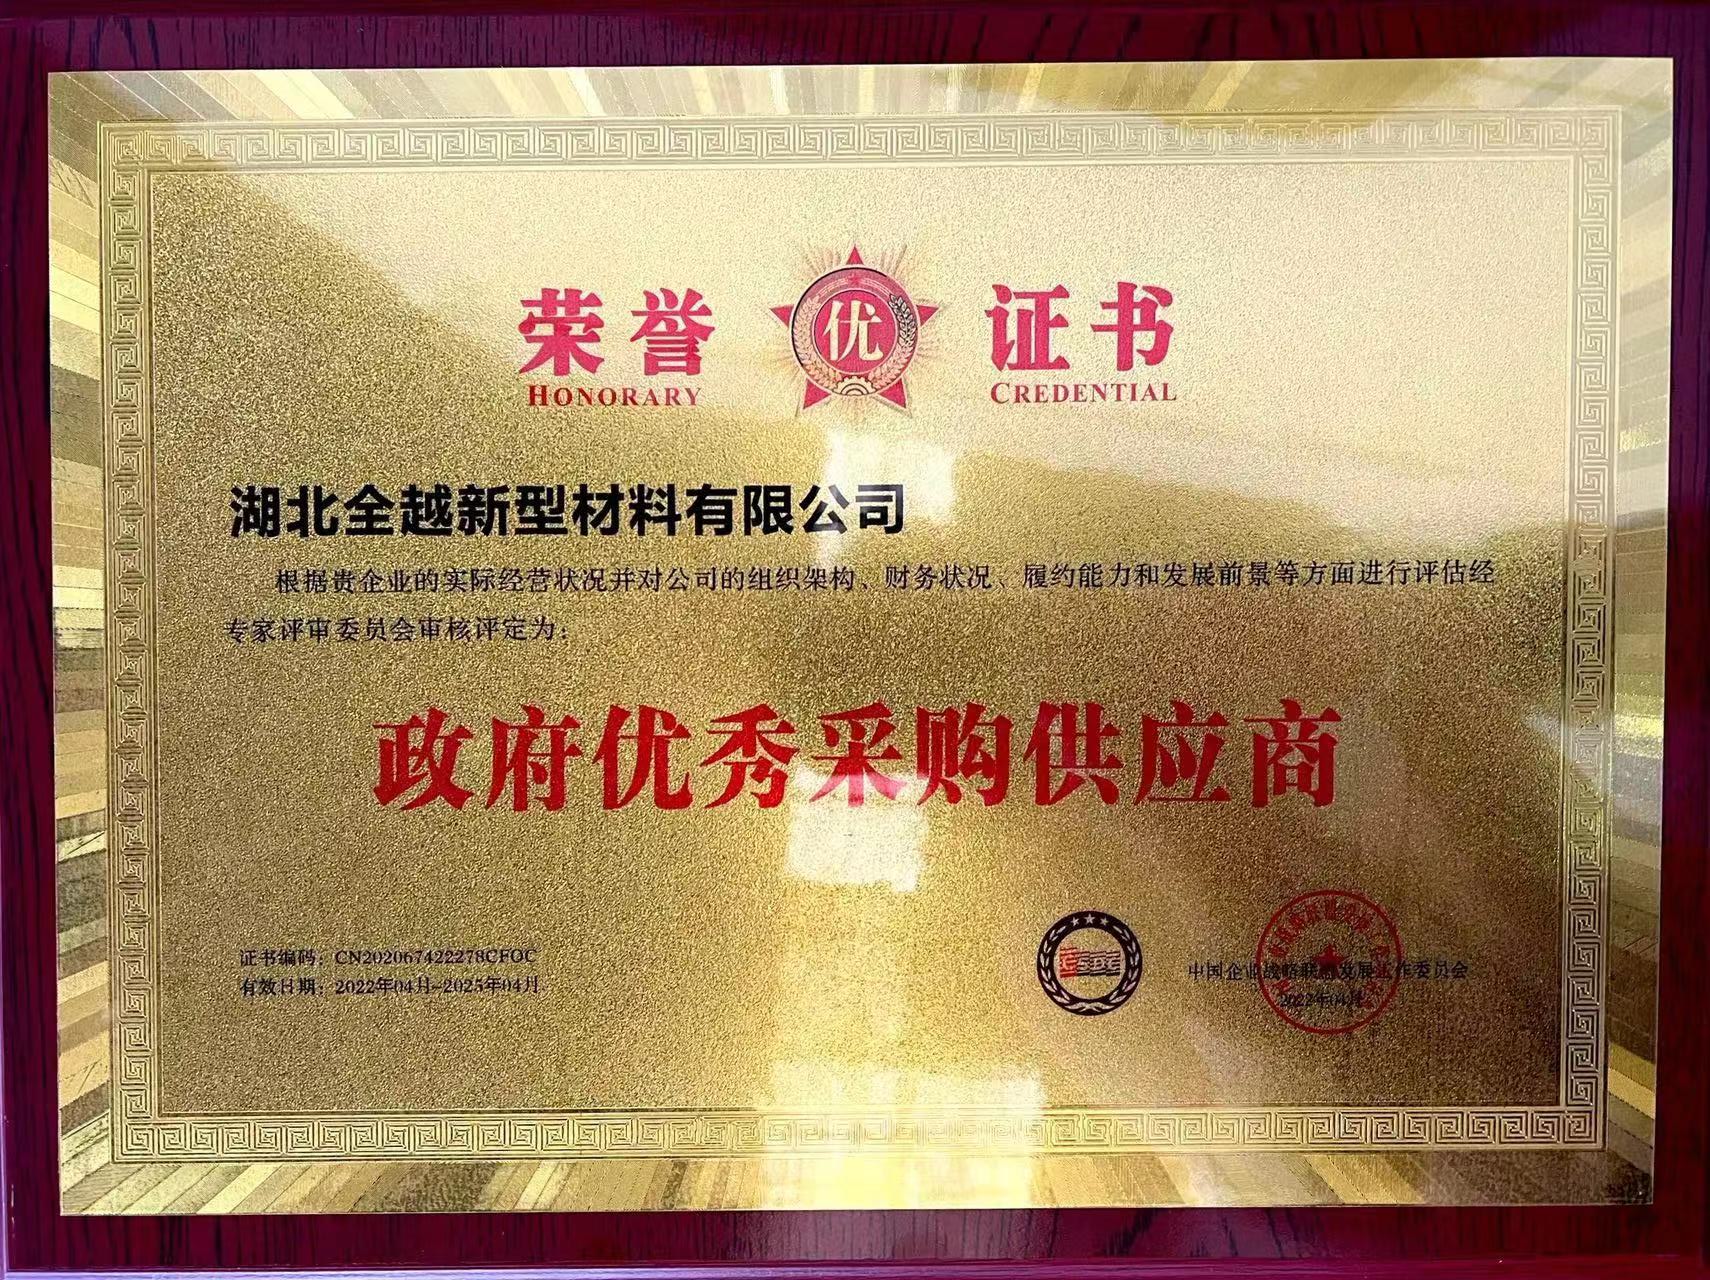 荣誉 优 证书
HONORARY CREDENTIAL
湖北全越新型材料有限公司
根据贵企业的实际经营状况并对公司的组织架构、财务状况、履约能力和发展前景等方面进行评估经
专家评审委员会审核评定为：
政府优秀采购供应商
证书编码：CN202067422278CFOC
有效日期：2022年04月-2025年04月
中国企业战略联盟发展工作委员会
2022年04月